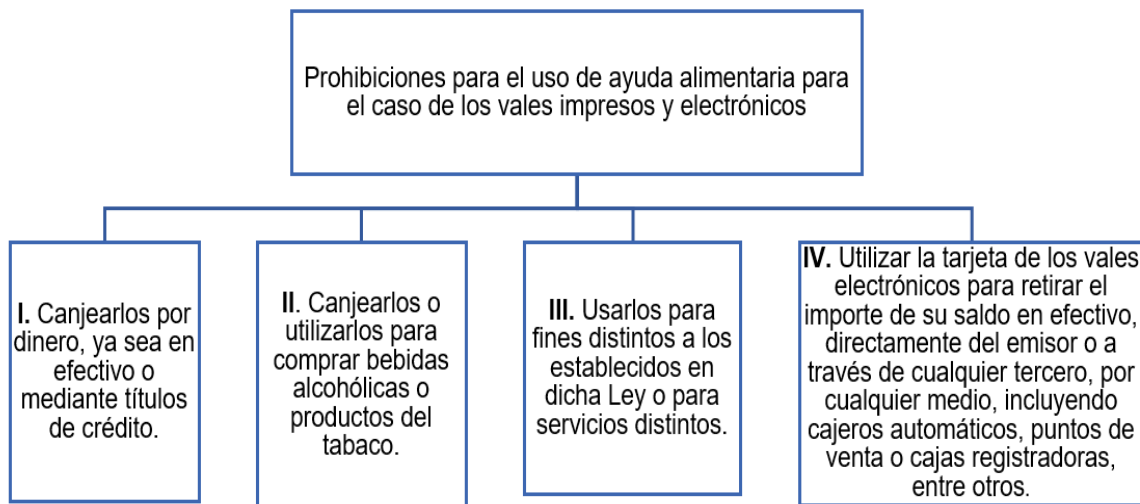 Prohibiciones para el uso de ayuda alimentaria para
el caso de los vales impresos y electrónicos
I. Canjearlos por
dinero, ya sea en
efectivo o
mediante títulos
de crédito.
II. Canjearlos o
utilizarlos para
comprar bebidas
alcohólicas o
productos del
tabaco.
III. Usarlos para
fines distintos a los
establecidos en
dicha Ley o para
servicios distintos.
IV. Utilizar la tarjeta de los vales
electrónicos para retirar el
importe de su saldo en efectivo,
directamente del emisor o a
través de cualquier tercero, por
cualquier medio, incluyendo
cajeros automáticos, puntos de
venta o cajas registradoras,
entre otros.